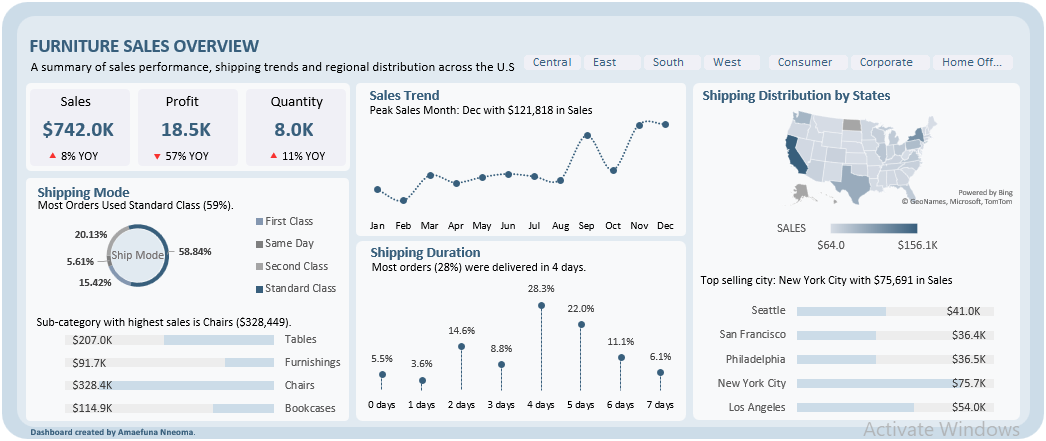 FURNITURE SALES OVERVIEW
A summary of sales performance, shipping trends and regional distribution across the U.S
Central East South West Consumer Corporate Home Off...
Sales Profit Quantity
$742.0K 18.5K 8.0K
8% YOY 57% YOY 11% YOY
Shipping Mode
Most Orders Used Standard Class (59%).
20.13%
5.61%
15.42%
58.84%
Ship Mode
First Class
Same Day
Second Class
Standard Class
Sub-category with highest sales is Chairs ($328,449).
$207.0K Tables
$91.7K Furnishings
$328.4K Chairs
$114.9K Bookcases
Sales Trend
Peak Sales Month: Dec with $121,818 in Sales
Jan Feb Mar Apr May Jun Jul Aug Sep Oct Nov Dec
Shipping Duration
Most orders (28%) were delivered in 4 days.
5.5% 3.6% 14.6% 8.8% 28.3% 22.0% 11.1% 6.1%
0 days 1 days 2 days 3 days 4 days 5 days 6 days 7 days
Shipping Distribution by States
Powered by Bing
© GeoNames, Microsoft, TomTom
SALES
$64.0 $156.1K
Top selling city: New York City with $75,691 in Sales
Seattle $41.0K
San Francisco $36.4K
Philadelphia $36.5K
New York City $75.7K
Los Angeles $54.0K
Dashboard created by Amaefuna Nneoma.
Activate Windows